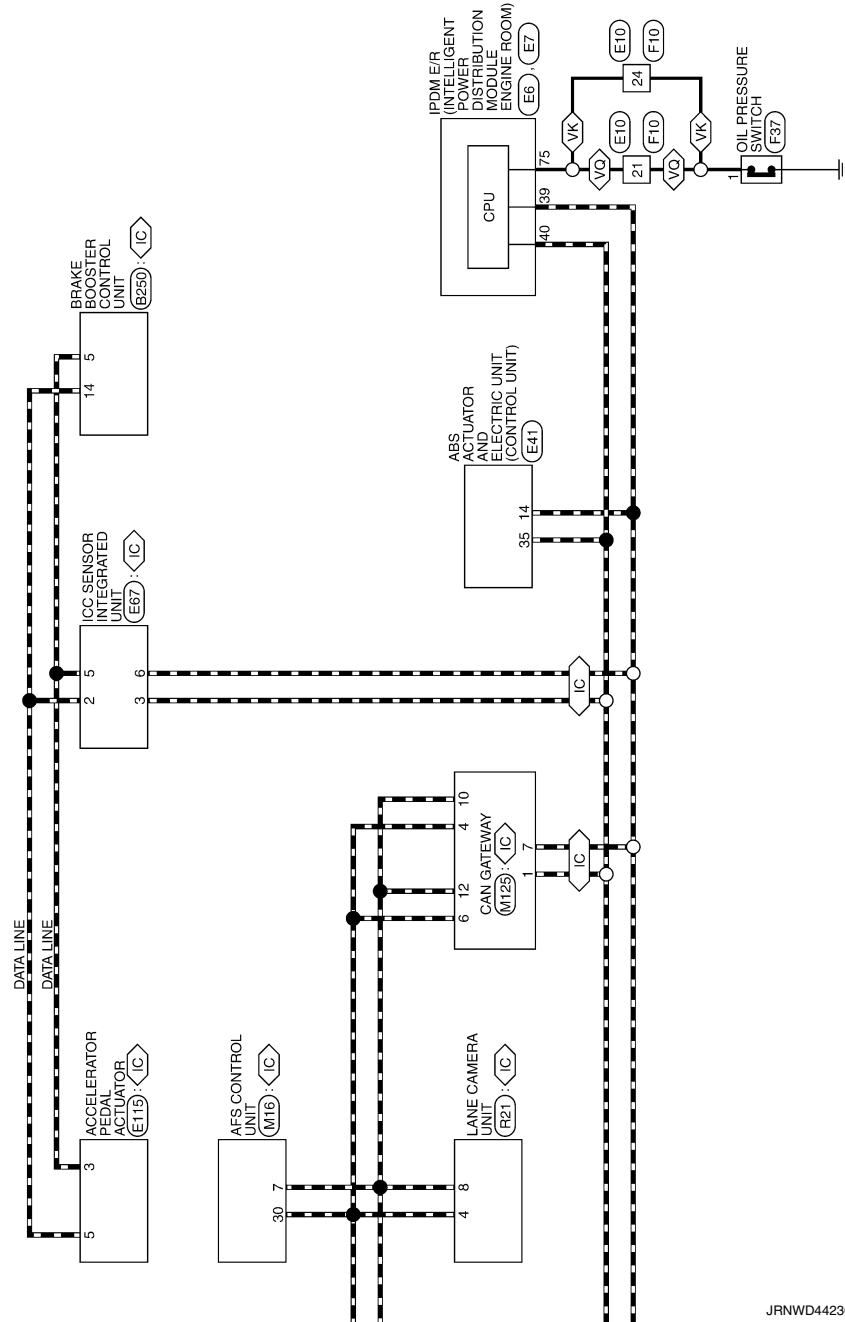 IPDM E/R
(INTELLIGENT
POWER
DISTRIBUTION
MODULE
ENGINE ROOM)
E6 , E7
CPU
75
39
40
E10
F10
24
VK
E10
F10
VK
VQ
21
VQ
OIL PRESSURE
SWITCH
F37
1
BRAKE
BOOSTER
CONTROL
UNIT
B250 : IC
5
14
ABS
ACTUATOR
AND
ELECTRIC UNIT
(CONTROL UNIT)
E41
14
35
ICC SENSOR
INTEGRATED
UNIT
E67 : IC
5
2
6
3
IC
10
4
12
6
CAN GATEWAY
M125 : IC
7
1
IC
DATA LINE
DATA LINE
ACCELERATOR
PEDAL
ACTUATOR
E115 : IC
3
5
AFS CONTROL
UNIT
M16 : IC
7
30
LANE CAMERA
UNIT
R21 : IC
8
4